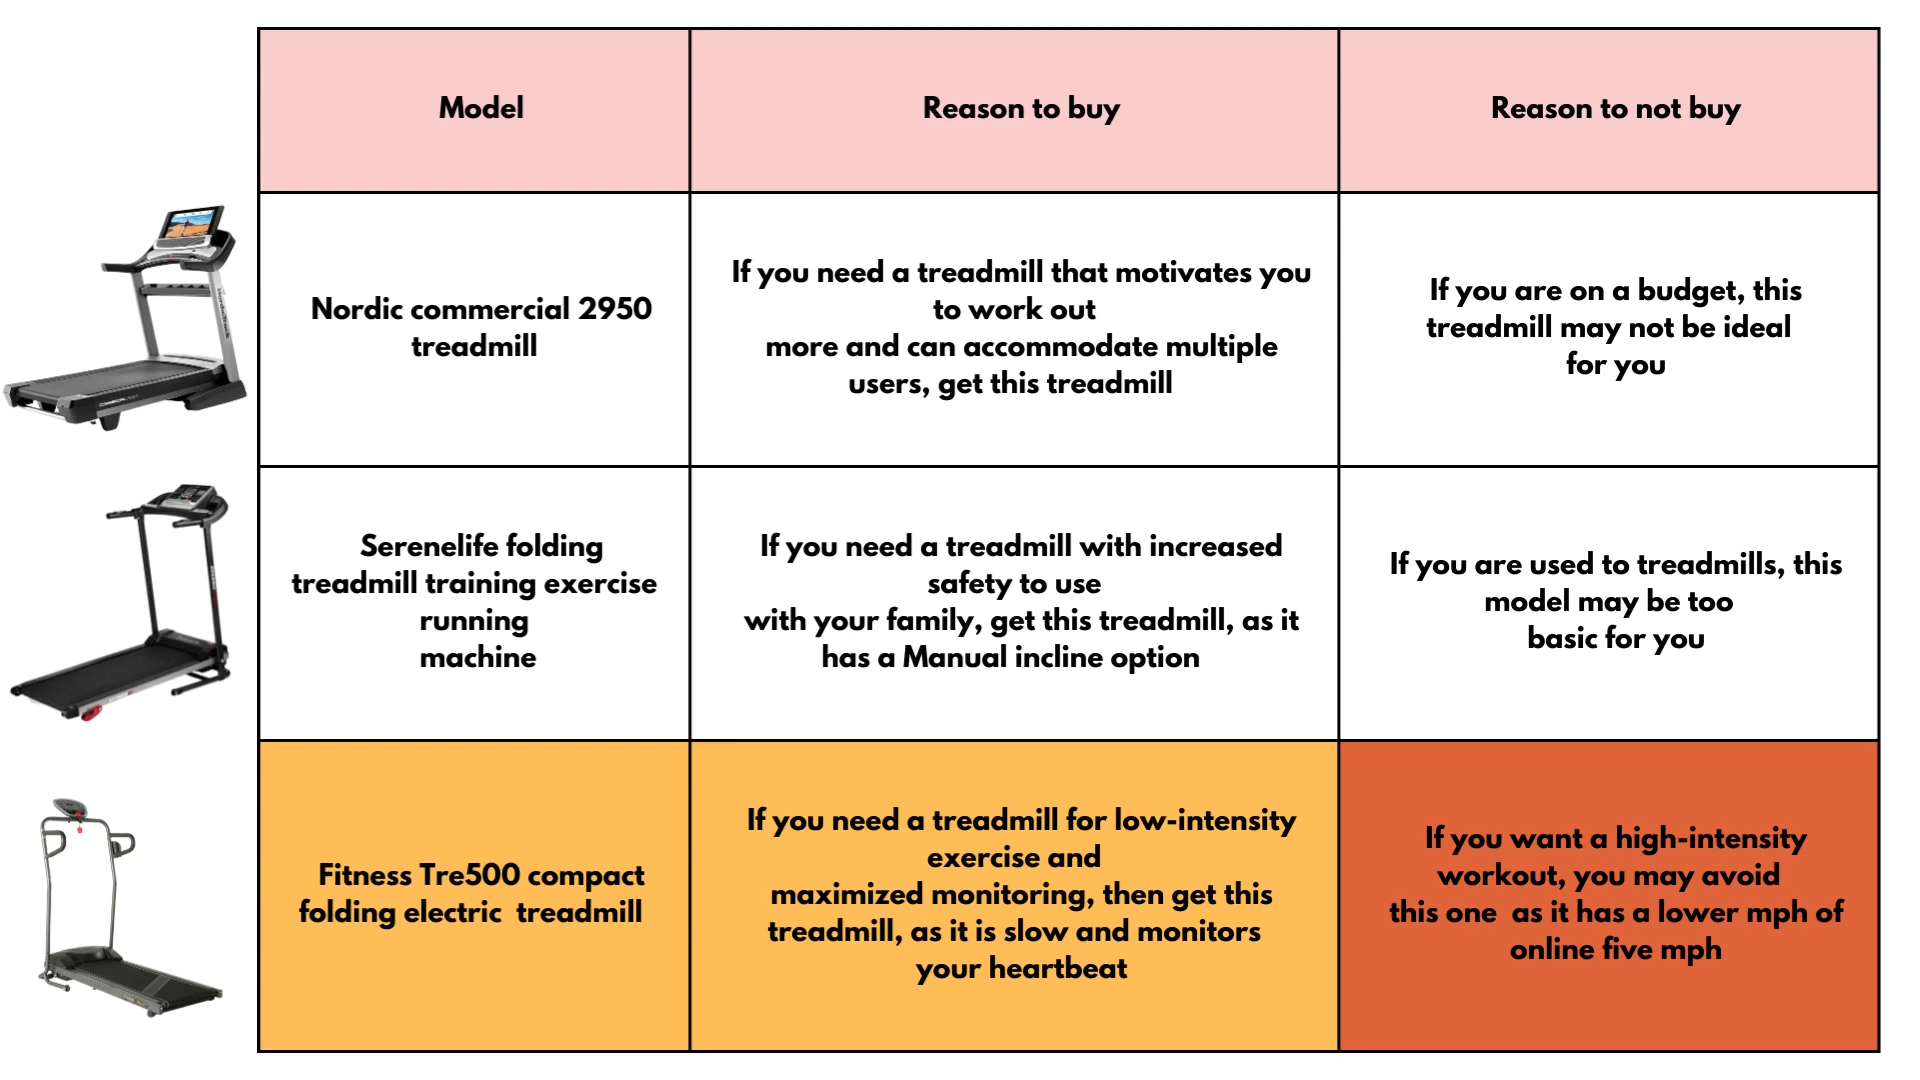 Model
Reason to buy
Reason to not buy
Nordic commercial 2950
treadmill
If you need a treadmill that motivates you
to work out
more and can accommodate multiple
users, get this treadmill
If you are on a budget, this
treadmill may not be ideal
for you
Serenelife folding
treadmill training exercise
running
machine
If you need a treadmill with increased
safety to use
with your family, get this treadmill, as it
has a Manual incline option
If you are used to treadmills, this
model may be too
basic for you
Fitness Tre500 compact
folding electric  treadmill
If you need a treadmill for low-intensity
exercise and
maximized monitoring, then get this
treadmill, as it is slow and monitors
your heartbeat
If you want a high-intensity
workout, you may avoid
this one  as it has a lower mph of
online five mph